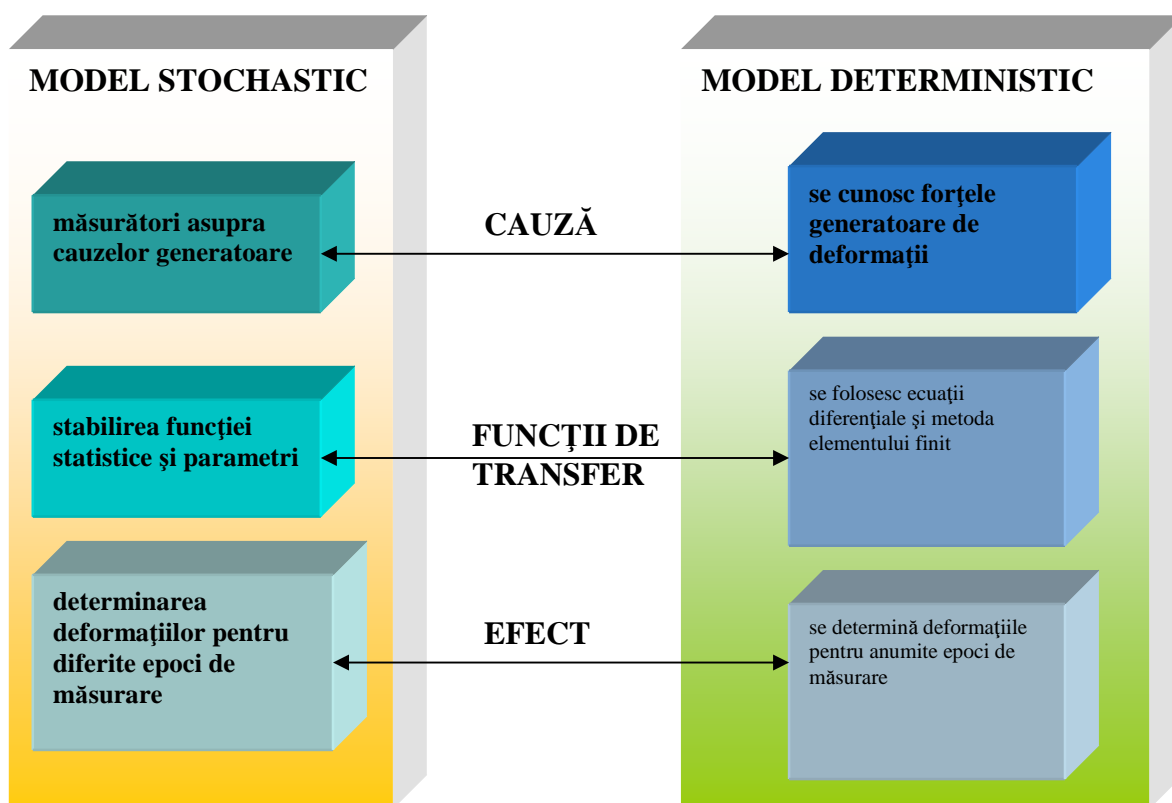 MODEL STOCHASTIC
măsurători asupra
cauzelor generatoare
stabilirea funcţiei
statistice şi parametri
determinarea
deformaţiilor pentru
diferite epoci de
măsurare
CAUZĂ
FUNCŢII DE
TRANSFER
EFECT
MODEL DETERMINISTIC
se cunosc forţele
generatoare de
deformaţii
se folosesc ecuaţii
diferenţiale şi metoda
elementului finit
se determină deformaţiile
pentru anumite epoci de
măsurare